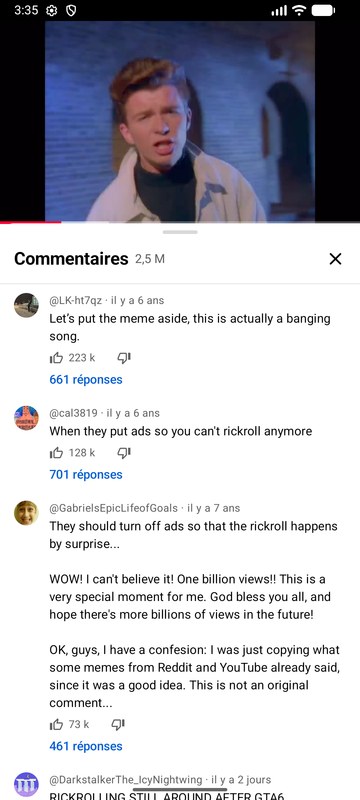 3:35
Commentaires 2,5 M
@LK-ht7qz · il y a 6 ans
Let's put the meme aside, this is actually a banging
song.
223 k
661 réponses
@cal3819 · il y a 6 ans
When they put ads so you can't rickroll anymore
128 k
701 réponses
@GabrielsEpicLifeofGoals · il y a 7 ans
They should turn off ads so that the rickroll happens
by surprise...
WOW! I can't believe it! One billion views!! This is a
very special moment for me. God bless you all, and
hope there's more billions of views in the future!
OK, guys, I have a confesion: I was just copying what
some memes from Reddit and YouTube already said,
since it was a good idea. This is not an original
comment...
73 k
461 réponses
@DarkstalkerThe_IcyNightwing · il y a 2 jours
RICKROLLING STILL AROUND AFTER GTA6